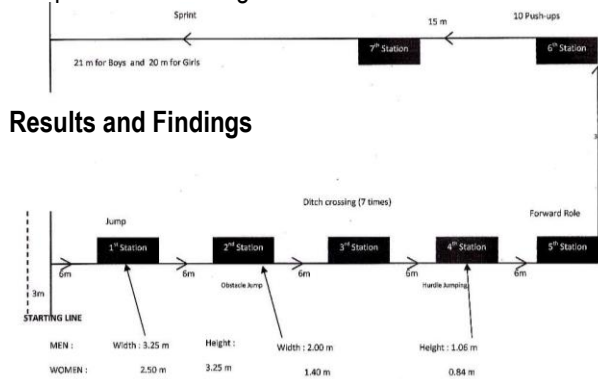 Sprint
15 m
10 Push-ups
7th Station
6th Station
21 m for Boys and 20 m for Girls
Results and Findings
Ditch crossing (7 times)
Jump
Forward Role
1st Station
2nd Station
3rd Station
4th Station
5th Station
6m
6m
6m
6m
6m
Obstacle Jump
Hurdle Jumping
3m
STARTING LINE
MEN : Width : 3.25 m Height : Width : 2.00 m Height : 1.06 m
WOMEN : 2.50 m 3.25 m 1.40 m 0.84 m